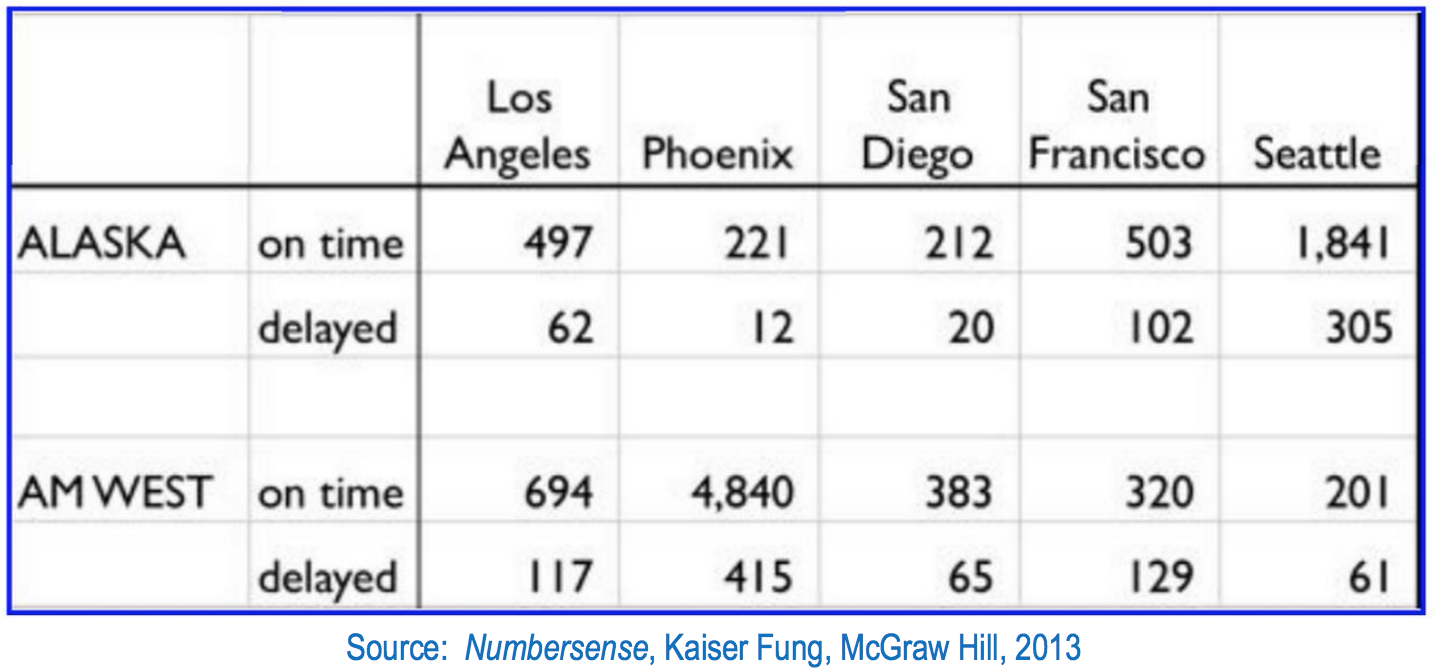 Los Angeles Phoenix San Diego San Francisco Seattle
ALASKA on time 497 221 212 503 1,841
delayed 62 12 20 102 305
AM WEST on time 694 4,840 383 320 201
delayed 117 415 65 129 61
Source: Numbersense, Kaiser Fung, McGraw Hill, 2013